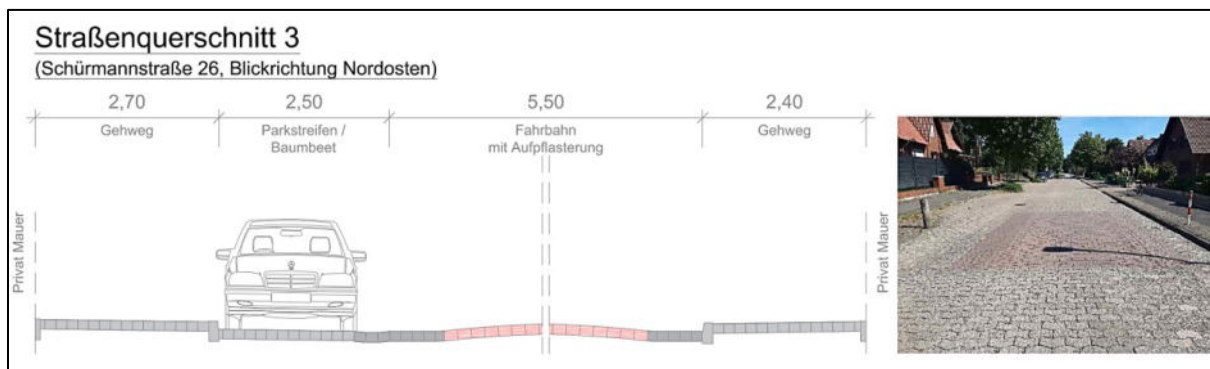 Straßenquerschnitt 3
(Schürmannstraße 26, Blickrichtung Nordosten)
2,70
2,50
5,50
2,40
Gehweg
Parkstreifen /
Baumbeet
Fahrbahn
mit Aufpflasterung
Gehweg
Privat Mauer
Privat Mauer